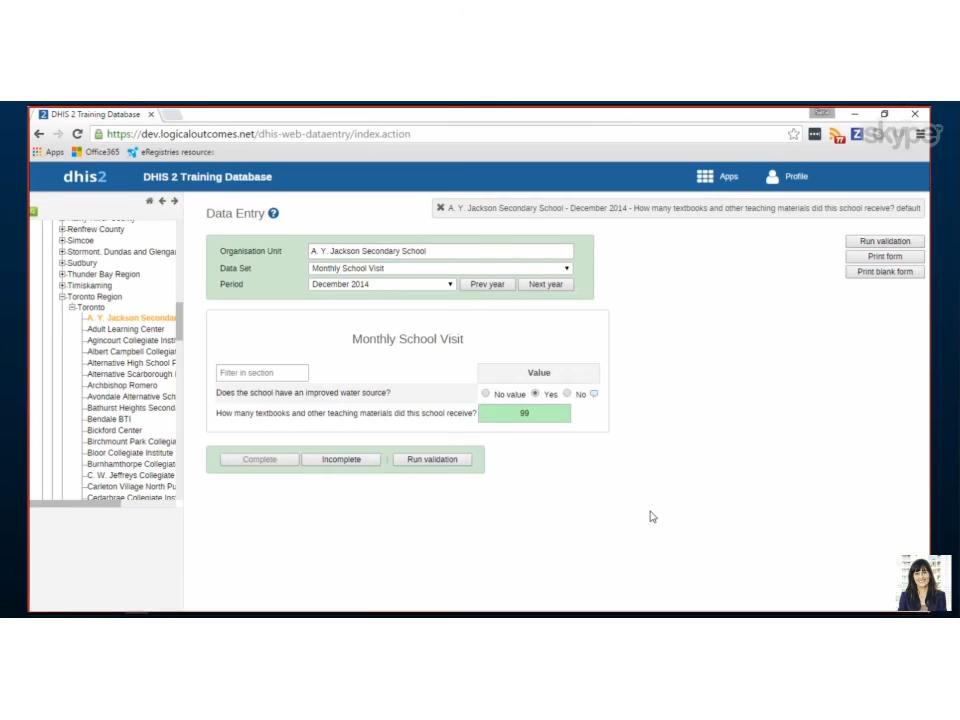 DHIS 2 Training Database
skype
https://dev.logicaloutcomes.net/dhis-web-dataentry/index.action
77
Apps Office365 eRegistries resources
dhis2 DHIS 2 Training Database Apps Profile
Data Entry
A. Y. Jackson Secondary School - December 2014 - How many textbooks and other teaching materials did this school receive? default
Renfrew County
Simcoe
Stormont, Dundas and Glengar
Sudbury
Thunder Bay Region
Timiskaming
Toronto Region
Toronto
A. Y. Jackson Secondar
Adult Learning Center
Agincourt Collegiate Insti
Albert Campbell Collegiat
Alternative High School P
Alternative Scarborough
Archbishop Romero
Avondale Alternative Sch
Bathurst Heights Second
Bendale BTI
Bickford Center
Birchmount Park Collegia
Bloor Collegiate Institute
Burnhamthorpe Collegiat
C. W. Jeffreys Collegiate
Carleton Village North Pu
Cedarbrae Collegiate Inst
Organisation Unit A. Y. Jackson Secondary School
Data Set Monthly School Visit
Period December 2014 Prev year Next year
Run validation
Print form
Print blank form
Monthly School Visit
Filter in section Value
Does the school have an improved water source? No value Yes No
How many textbooks and other teaching materials did this school receive? 99
Complete Incomplete | Run validation